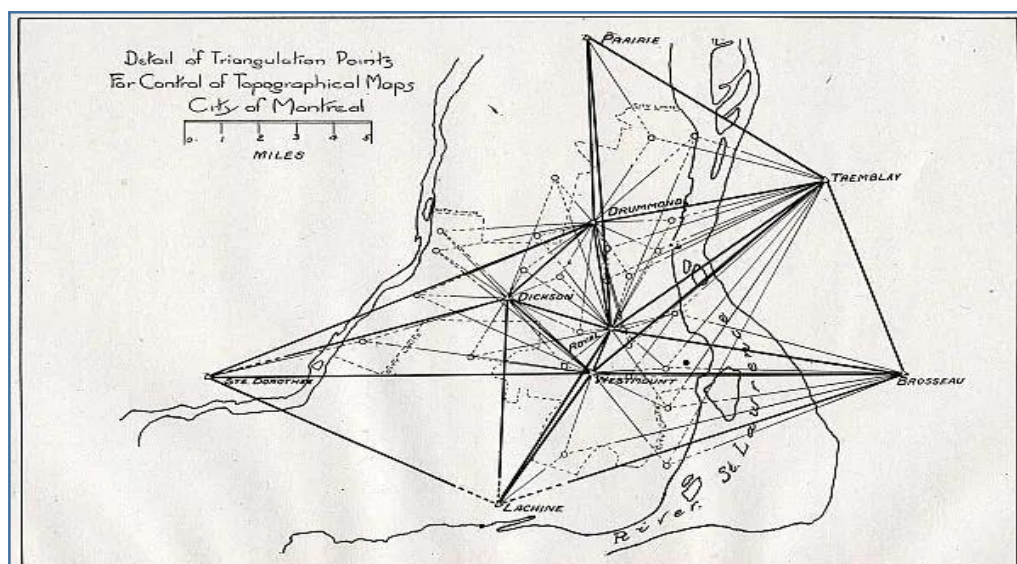 Detail of Triangulation Points
For Control of Topographical Maps
City of Montreal
0 1 2 3 4 5
MILES
PRAIRIE
TREMBLAY
DRUMMOND
DICKSON
ROYAL
STE. DOROTHEE
WESTMOUNT
BROSSEAU
LACHINE
River St. Lawrence